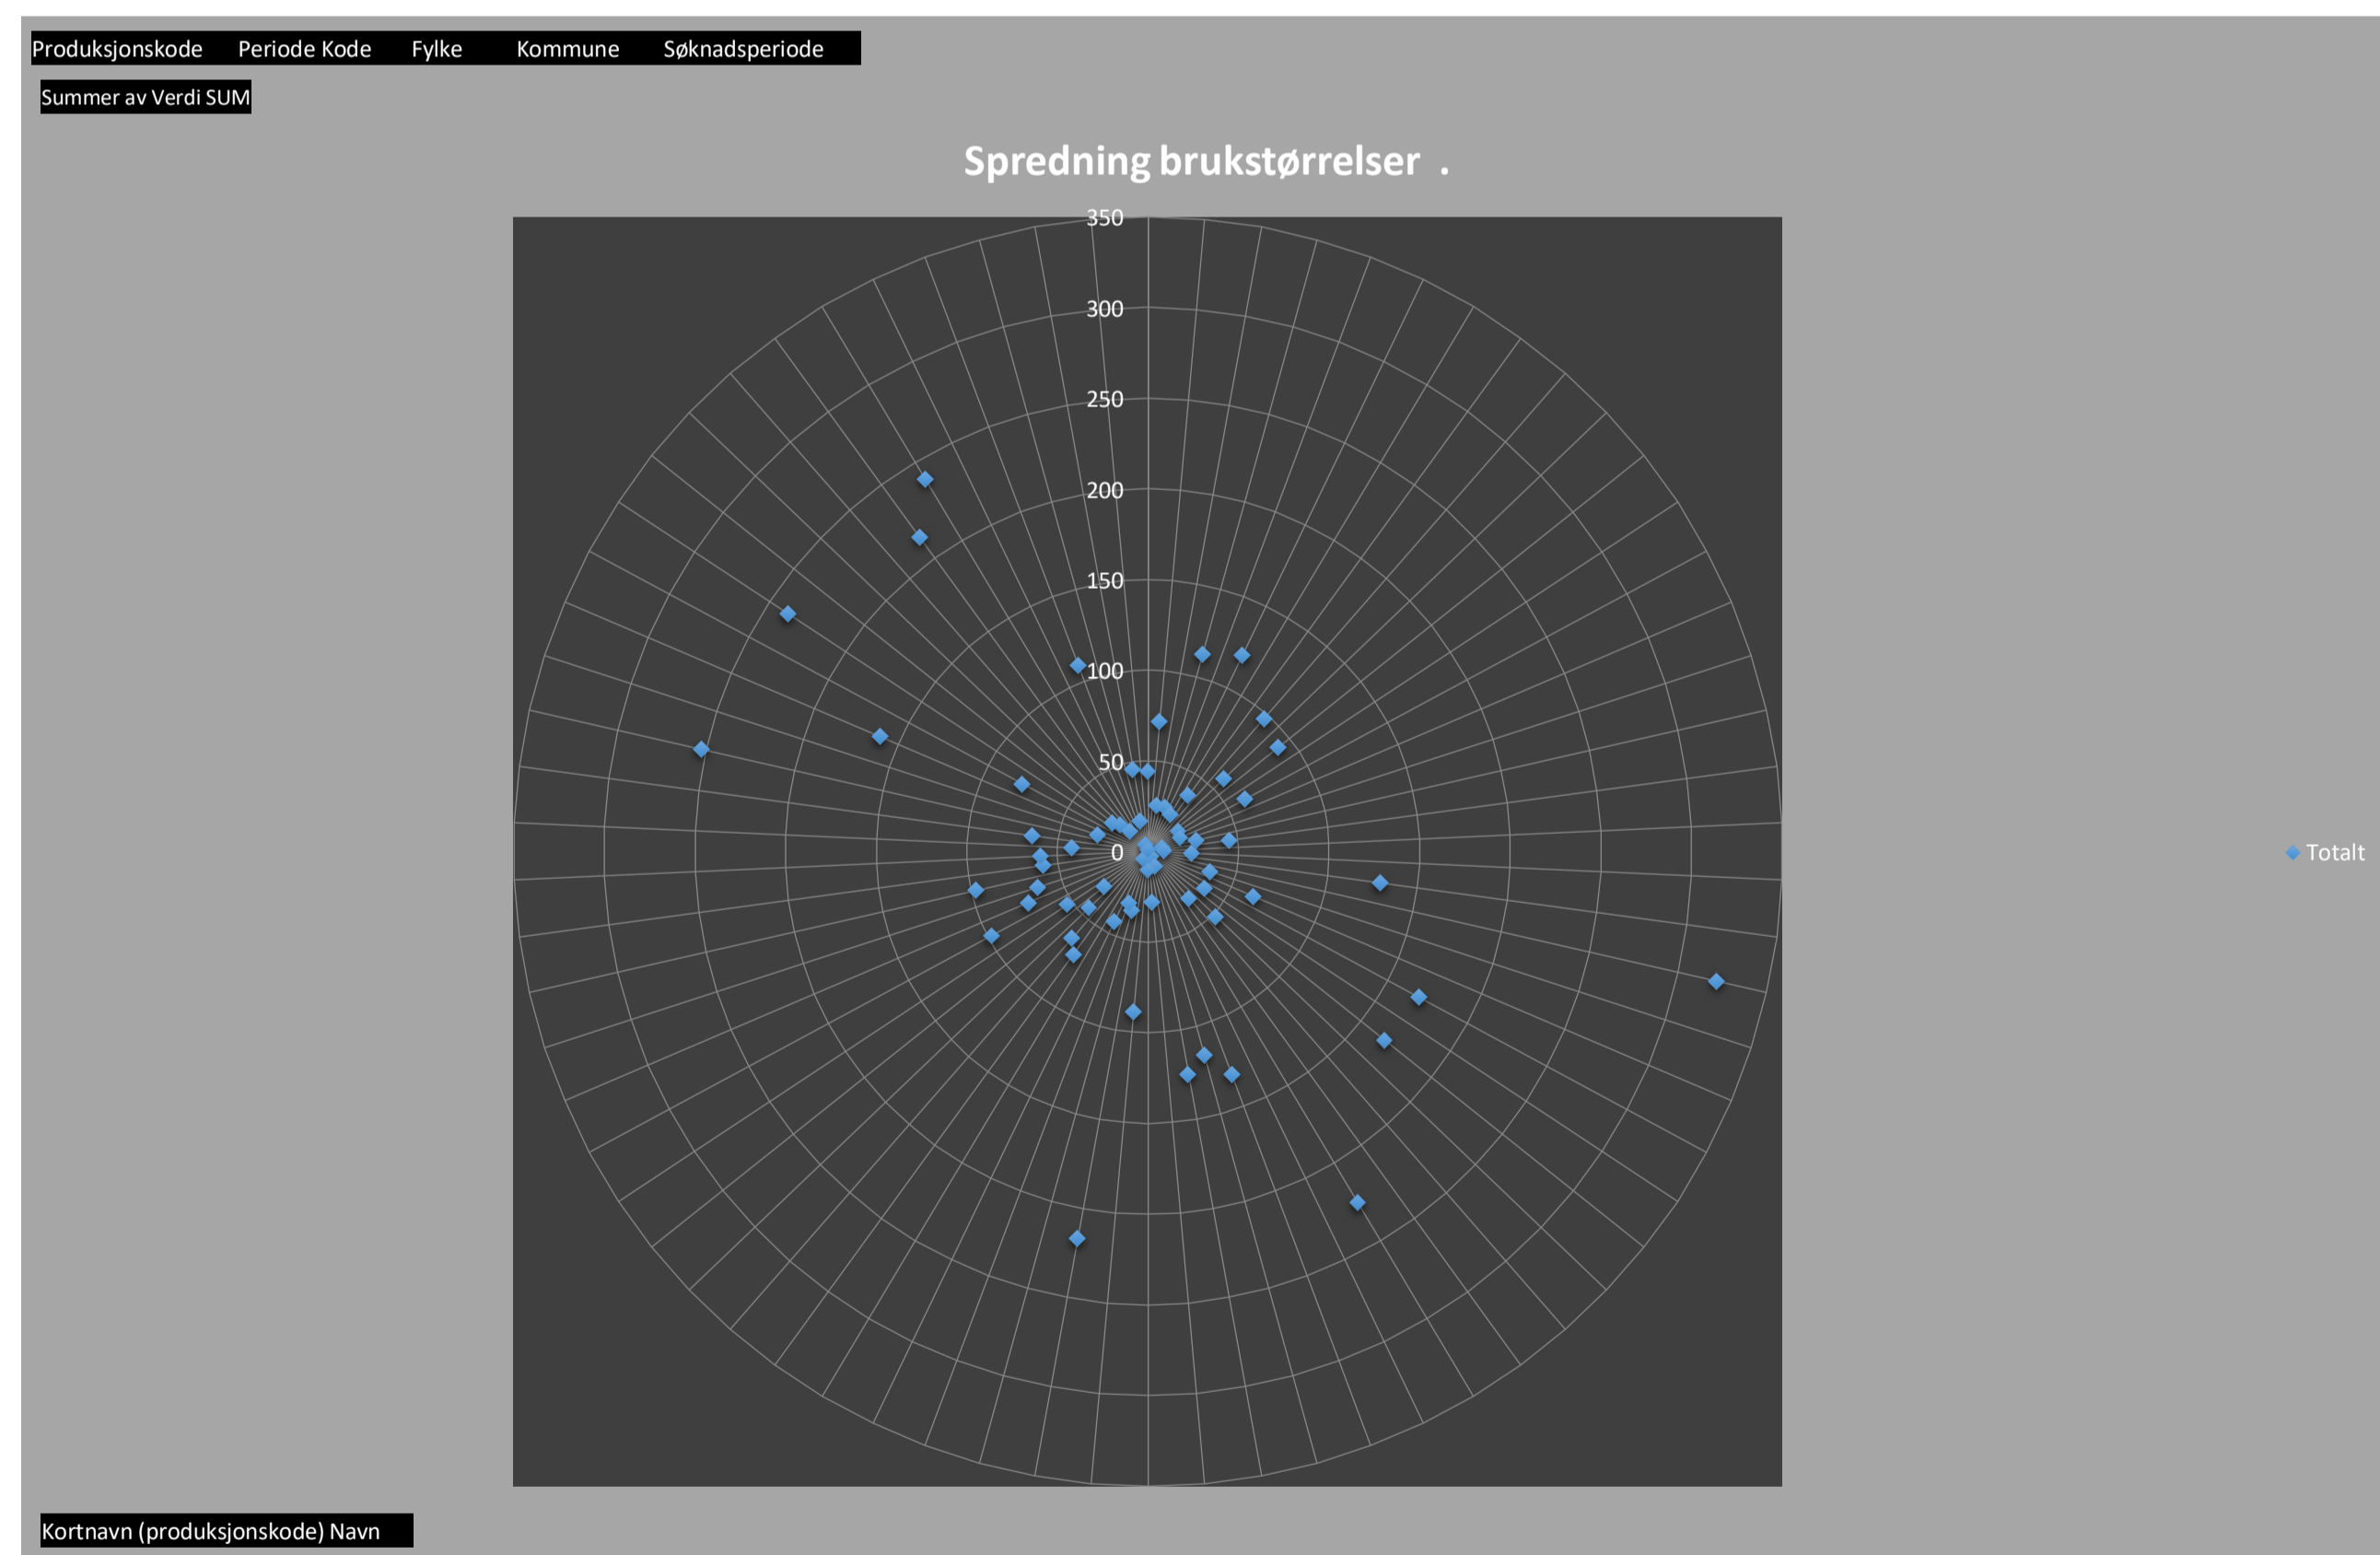 Produksjonskode Periode Kode Fylke Kommune Søknadsperiode
Summer av Verdi SUM
Spredning brukstørrelser .
350
300
250
200
150
100
50
0
Totalt
Kortnavn (produksjonskode) Navn